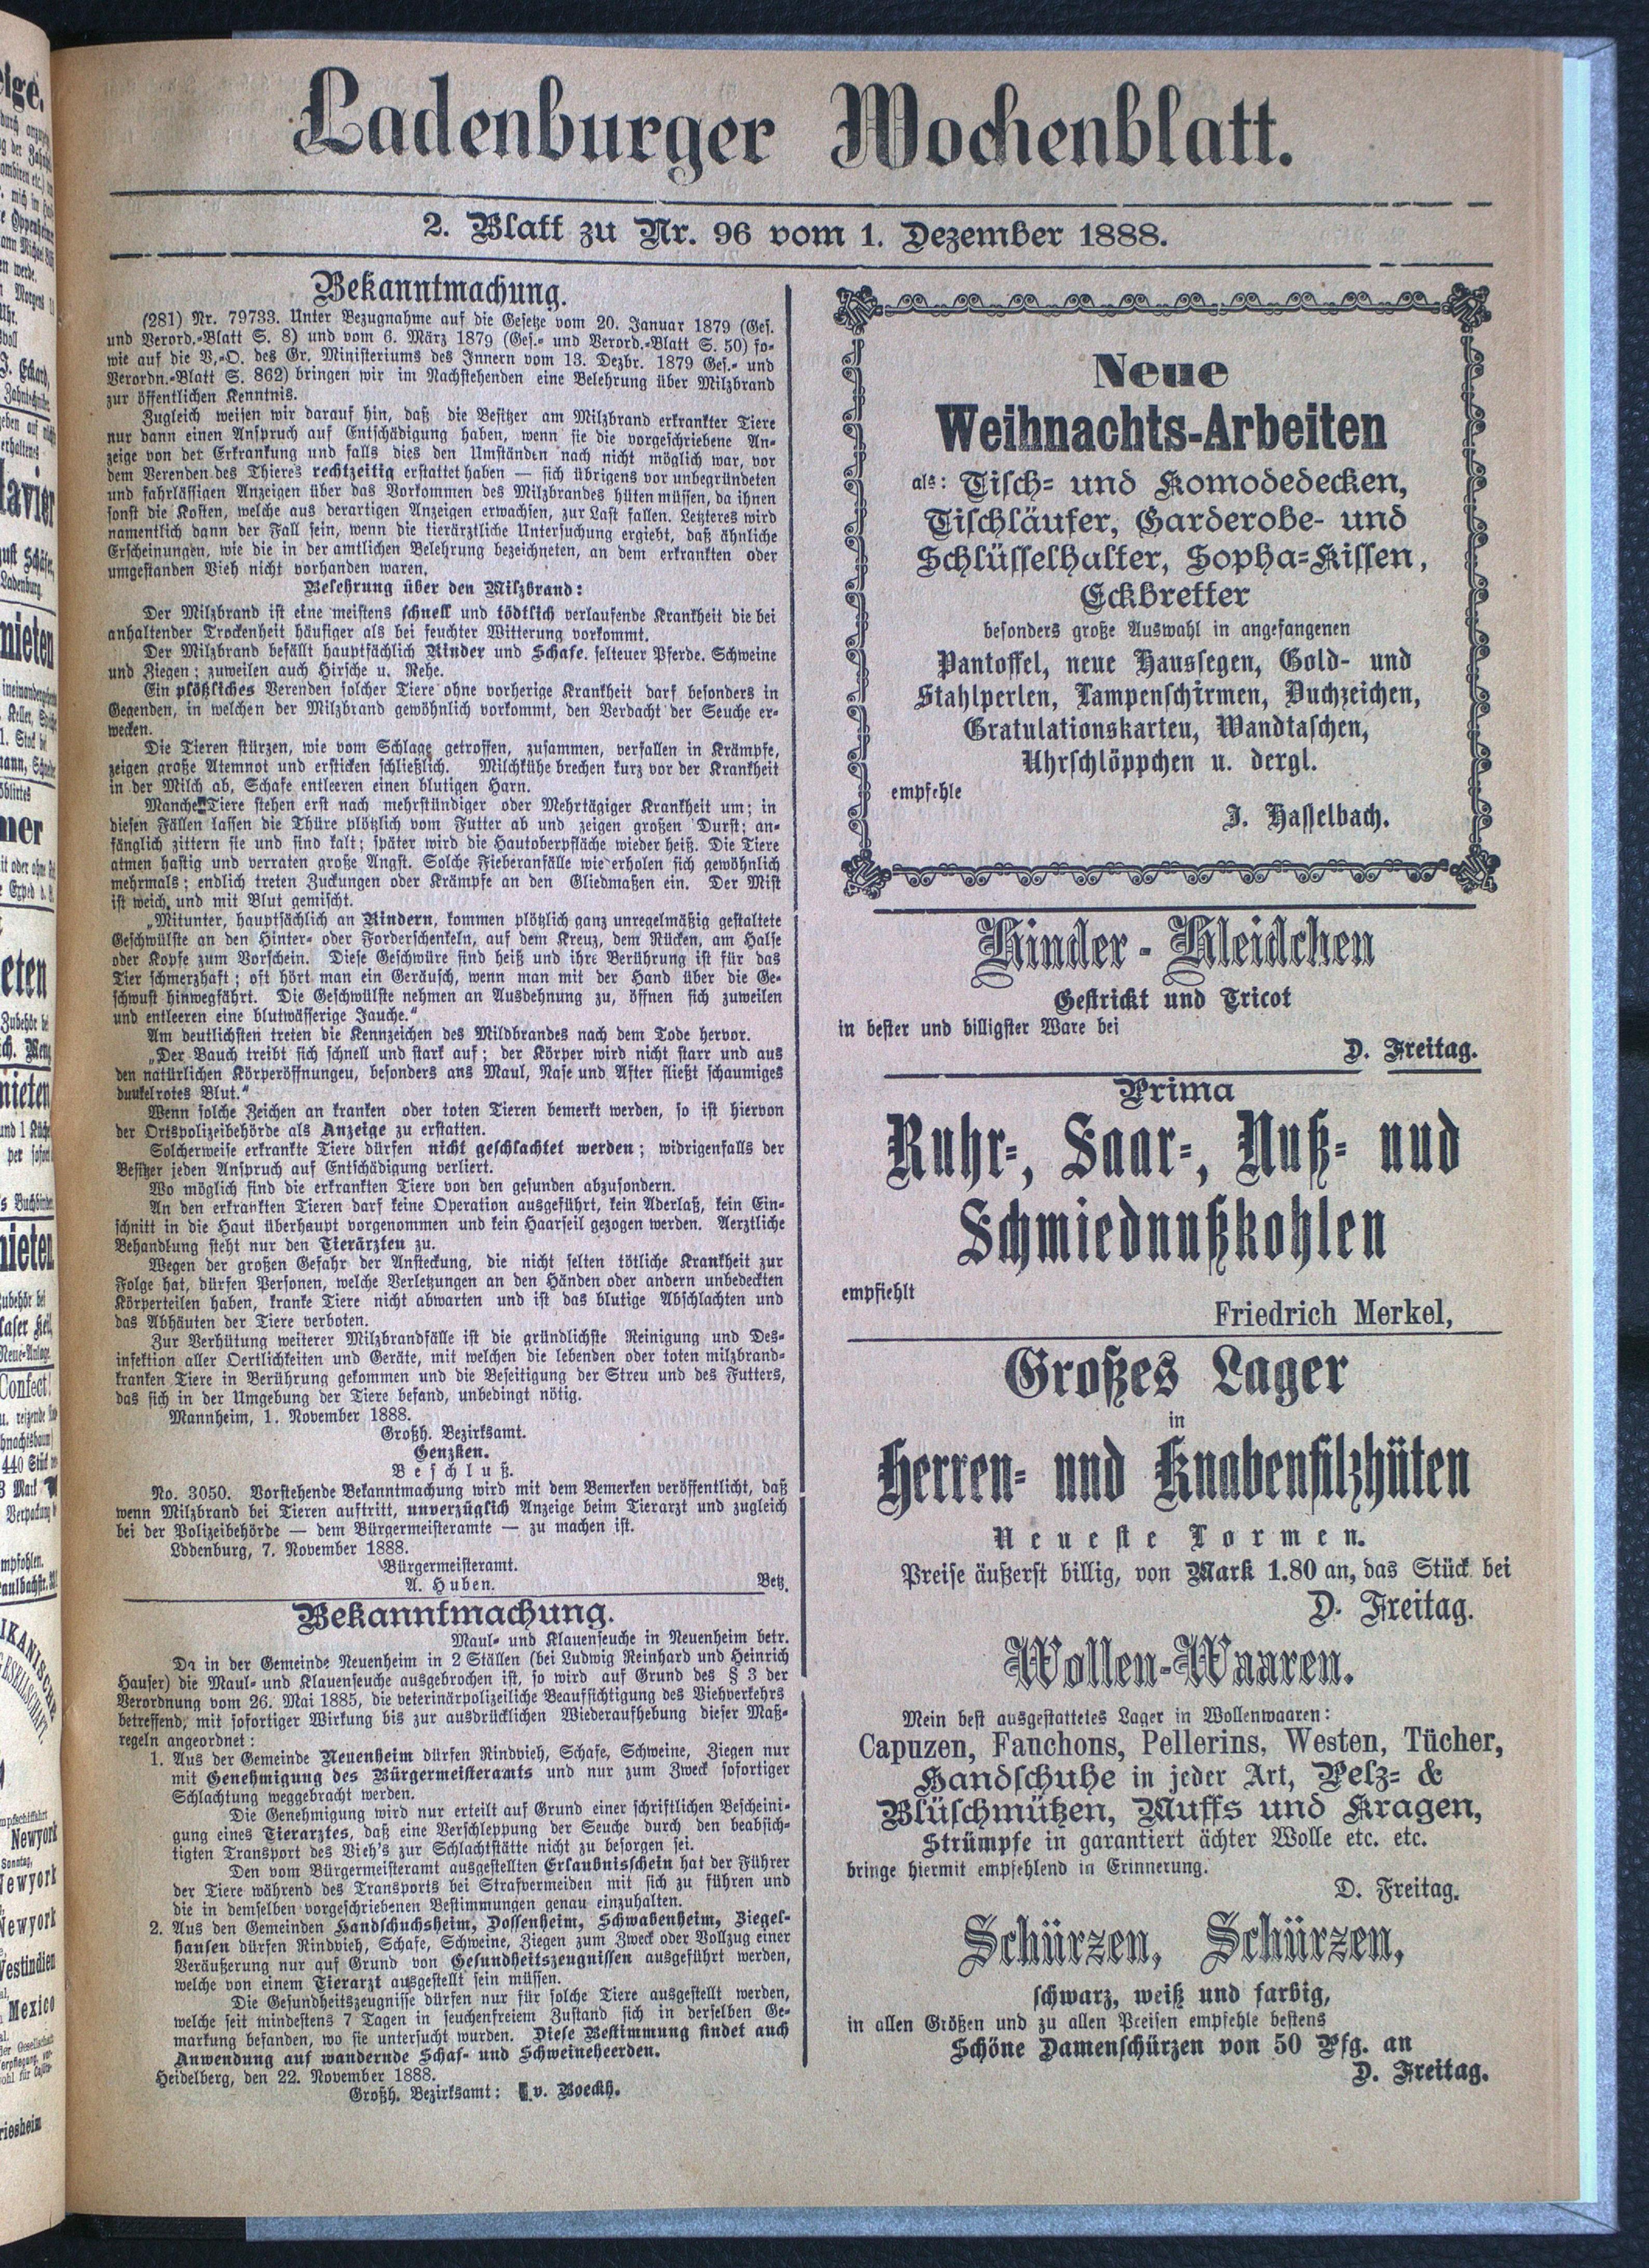 Ladenburger Wochenblatt.
2. Blatt zu Nr. 96 vom 1. Dezember 1888.
Bekanntmachung.
(281) Nr. 79733. Unter Bezugnahme auf die Gesetze vom 20. Januar 1879 (Ges.
und Verord.-Blatt S. 8) und vom 6. März 1879 (Ges.- und Verord.-Blatt S. 50) so-
wie auf die V.-O. des Gr. Ministeriums des Innern vom 13. Dezbr. 1879 Ges.- und
Verordn.-Blatt S. 862) bringen wir im Nachstehenden eine Belehrung über Milzbrand
zur öffentlichen Kenntnis.
Zugleich weisen wir darauf hin, daß die Besitzer am Milzbrand erkrankter Tiere
nur dann einen Anspruch auf Entschädigung haben, wenn sie die vorgeschriebene An-
zeige von der Erkrankung und falls dies den Umständen nach nicht möglich war, vor
dem Verenden des Thieres rechtzeitig erstattet haben — sich übrigens vor unbegründeten
und fahrlässigen Anzeigen über das Vorkommen des Milzbrandes hüten müssen, da ihnen
sonst die Kosten, welche aus derartigen Anzeigen erwachsen, zur Last fallen. Letzteres wird
namentlich dann der Fall sein, wenn die tierärztliche Untersuchung ergiebt, daß ähnliche
Erscheinungen, wie die in der amtlichen Belehrung bezeichneten, an dem erkrankten oder
umgestanden Vieh nicht vorhanden waren.
Belehrung über den Milzbrand:
Der Milzbrand ist eine meistens schnell und tödtlich verlaufende Krankheit die bei
anhaltender Trockenheit häufiger als bei feuchter Witterung vorkommt.
Der Milzbrand befällt hauptsächlich Rinder und Schafe. selteuer Pferde. Schweine
und Ziegen; zuweilen auch Hirsche u. Rehe.
Ein plötzliches Verenden solcher Tiere ohne vorherige Krankheit darf besonders in
Gegenden, in welchen der Milzbrand gewöhnlich vorkommt, den Verdacht der Seuche er-
wecken.
Die Tieren stürzen, wie vom Schlage getroffen, zusammen, verfallen in Krämpfe,
zeigen große Atemnot und ersticken schließlich. Milchkühe brechen kurz vor der Krankheit
in der Milch ab, Schafe entleeren einen blutigen Harn.
Manche Tiere stehen erst nach mehrstündiger oder Mehrtägiger Krankheit um; in
diesen Fällen lassen die Thüre plötzlich vom Futter ab und zeigen großen Durst; an-
fänglich zittern sie und sind kalt; später wird die Hautoberpfläche wieder heiß. Die Tiere
atmen hastig und verraten große Angst. Solche Fieberanfälle wie erholen sich gewöhnlich
mehrmals; endlich treten Zuckungen oder Krämpfe an den Gliedmaßen ein. Der Mist
ist weich, und mit Blut gemischt.
„Mitunter, hauptsächlich an Rindern, kommen plötzlich ganz unregelmäßig gestaltete
Geschwülste an den Hinter- oder Forderschenkeln, auf dem Kreuz, dem Rücken, am Halse
oder Kopfe zum Vorschein. Diese Geschwüre sind heiß und ihre Berührung ist für das
Tier schmerzhaft; oft hört man ein Geräusch, wenn man mit der Hand über die Ge-
schwust hinwegfährt. Die Geschwülste nehmen an Ausdehnung zu, öffnen sich zuweilen
und entleeren eine blutwässerige Jauche.“
Am deutlichsten treten die Kennzeichen des Mildbrandes nach dem Tode hervor.
„Der Bauch treibt sich schnell und stark auf; der Körper wird nicht starr und aus
den natürlichen Körperöffnungeu, besonders ans Maul, Nase und After fließt schaumiges
duukelrotes Blut.“
Wenn solche Zeichen an kranken oder toten Tieren bemerkt werden, so ist hiervon
der Ortspolizeibehörde als Anzeige zu erstatten.
Solcherweise erkrankte Tiere dürfen nicht geschlachtet werden; widrigenfalls der
Besitzer jeden Anspruch auf Entschädigung verliert.
Wo möglich sind die erkrankten Tiere von den gesunden abzusondern.
An den erkrankten Tieren darf keine Operation ausgeführt, kein Aderlaß, kein Ein-
schnitt in die Haut überhaupt vorgenommen und kein Haarseil gezogen werden. Aerztliche
Behandlung steht nur den Tierärzten zu.
Wegen der großen Gefahr der Ansteckung, die nicht selten tötliche Krankheit zur
Folge hat, dürfen Personen, welche Verletzungen an den Händen oder andern unbedeckten
Körperteilen haben, kranke Tiere nicht abwarten und ist das blutige Abschlachten und
das Abhäuten der Tiere verboten.
Zur Verhütung weiterer Milzbrandfälle ist die gründlichste Reinigung und Des-
infektion aller Oertlichkeiten und Geräte, mit welchen die lebenden oder toten milzbrand-
kranken Tiere in Berührung gekommen und die Beseitigung der Streu und des Futters,
das sich in der Umgebung der Tiere befand, unbedingt nötig.
Mannheim, 1. November 1888.
Großh. Bezirksamt.
Genzken.
Beschluß.
No. 3050. Vorstehende Bekanntmachung wird mit dem Bemerken veröffentlicht, daß
wenn Milzbrand bei Tieren auftritt, unverzüglich Anzeige beim Tierarzt und zugleich
bei der Polizeibehörde — dem Bürgermeisteramte — zu machen ist.
Lddenburg, 7. November 1888.
Bürgermeisteramt.
A. Huben. Betz.
Bekanntmachung.
Maul- und Klauenseuche in Neuenheim betr.
Da in der Gemeinde Neuenheim in 2 Ställen (bei Ludwig Reinhard und Heinrich
Hauser) die Maul- und Klauenseuche ausgebrochen ist, so wird auf Grund des § 3 der
Verordnung vom 26. Mai 1885, die veterinärpolizeiliche Beaufsichtigung des Viehverkehrs
betreffend, mit sofortiger Wirkung bis zur ausdrücklichen Wiederaufhebung dieser Maß-
regeln angeordnet:
1. Aus der Gemeinde Neuenheim dürfen Rindvieh, Schafe, Schweine, Ziegen nur
mit Genehmigung des Bürgermeisteramts und nur zum Zweck sofortiger
Schlachtung weggebracht werden.
Die Genehmigung wird nur erteilt auf Grund einer schriftlichen Bescheini-
gung eines Tierarztes, daß eine Verschleppung der Seuche durch den beabsich-
tigten Transport des Vieh's zur Schlachtstätte nicht zu besorgen sei.
Den vom Bürgermeisteramt ausgestellten Erlaubnisschein hat der Führer
der Tiere während des Transports bei Strafvermeiden mit sich zu führen und
die in demselben vorgeschriebenen Bestimmungen genau einzuhalten.
2. Aus den Gemeinden Handschuchsheim, Dossenheim, Schwabenheim, Ziegel-
hausen dürfen Rindvieh, Schafe, Schweine, Ziegen zum Zweck oder Vollzug einer
Veräußerung nur auf Grund von Gesundheitszeugnissen ausgeführt werden,
welche von einem Tierarzt ausgestellt sein müssen.
Die Gesundheitszeugnisse dürfen nur für solche Tiere ausgestellt werden,
welche seit mindestens 7 Tagen in seuchenfreiem Zustand sich in derselben Ge-
markung befanden, wo sie untersucht wurden. Diese Bestimmung findet auch
Anwendung auf wandernde Schaf- und Schweineheerden.
Heidelberg, den 22. November 1888.
Großh. Bezirksamt: v. Boeckh.
Neue
Weihnachts-Arbeiten
als: Tisch- und Komodedecken,
Tischläufer, Garderobe- und
Schlüsselhalter, Sopha-Kissen,
Eckbretter
besonders große Auswahl in angefangenen
Pantoffel, neue Haussegen, Gold- und
Stahlperlen, Lampenschirmen, Buchzeichen,
Gratulationskarteu, Wandtaschen,
Uhrschlöppchen u. dergl.
empfehle
J. Hasselbach.
Kinder-Kleidchen
Gestrickt und Tricot
in bester und billigster Ware bei
D. Freitag.
Prima
Ruhr-, Saar-, Nuß- nud
Schmiednußkohlen
empfiehlt
Friedrich Merkel,
Großes Lager
in
Herren- und Knabenfilzhüten
Neueste Formen.
Preise äußerst billig, von Mark 1.80 an, das Stück bei
D. Freitag.
Wollen-Waaren.
Mein best ausgestattetes Lager in Wollenwaaren:
Capuzen, Fanchons, Pellerins, Westen, Tücher,
Handschuhe in jeder Art, Pelz- &
Blüschmützen, Muffs und Kragen,
Strümpfe in garantiert ächter Wolle etc. etc.
bringe hiermit empfehlend in Erinnerung.
D. Freitag.
Schürzen, Schürzen,
schwarz, weiß und farbig,
in allen Größen und zu allen Preisen empfehle bestens
Schöne Damenschürzen von 50 Pfg. an
D. Freitag.